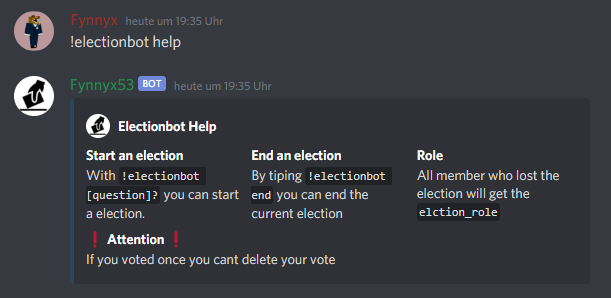 Fynnyx heute um 19:35 Uhr
!electionbot help
Fynnyx53 BOT heute um 19:35 Uhr
Electionbot Help
Start an election
With !electionbot
[question]? you can start
a election.
End an election
By tiping !electionbot
end you can end the
current election
Role
All member who lost the
election will get the
elction_role
❗ Attention ❗
If you voted once you cant delete your vote